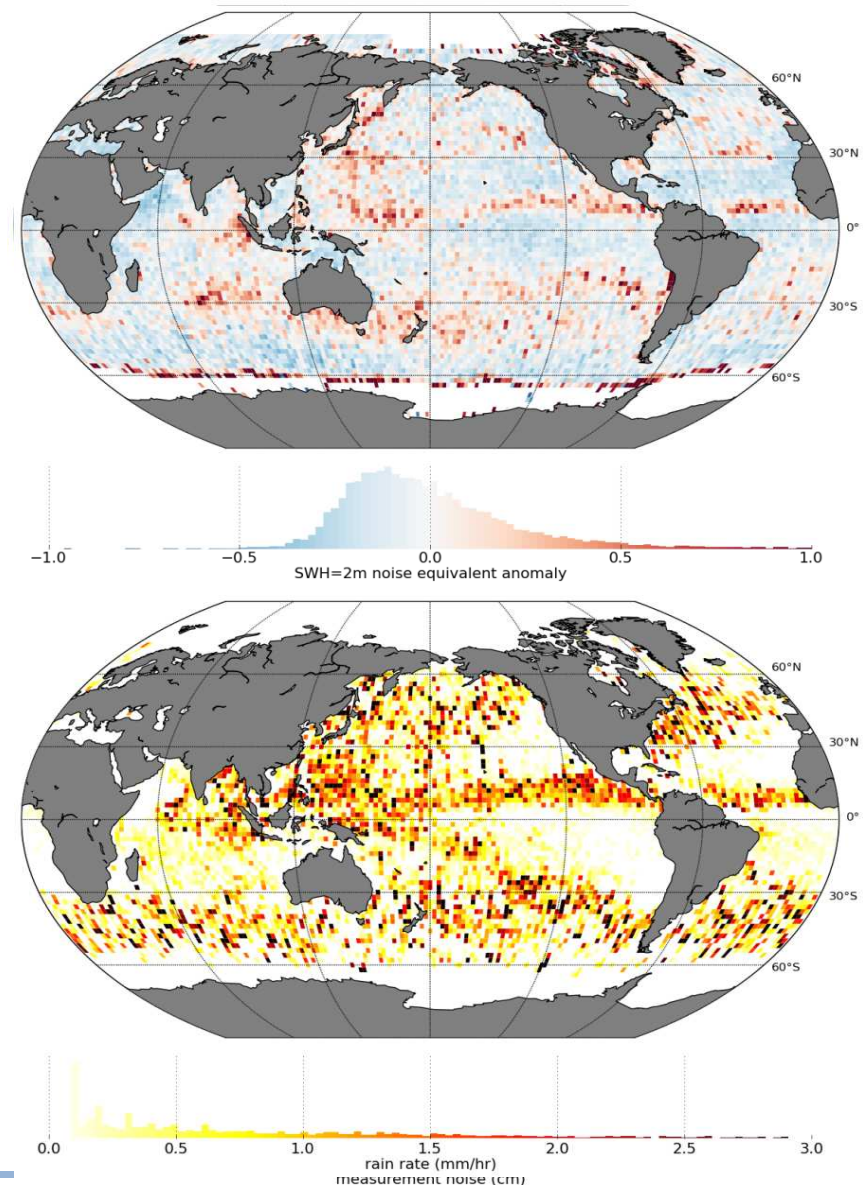 60°N
30°N
0°
30°S
60°S
−1.0 −0.5 0.0 0.5 1.0
SWH=2m noise equivalent anomaly
60°N
30°N
0°
30°S
60°S
0.0 0.5 1.0 1.5 2.0 2.5 3.0
rain rate (mm/hr)
measurement noise (cm)